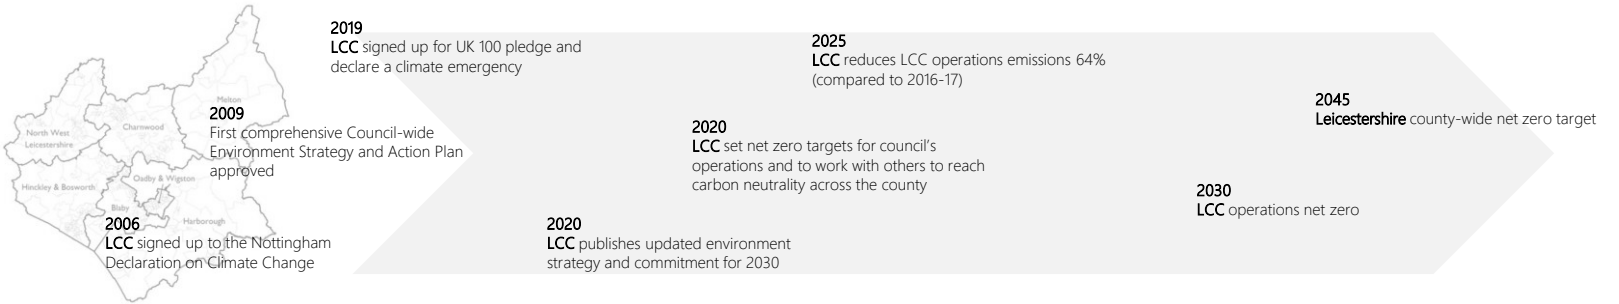 2006
LCC signed up to the Nottingham
Declaration on Climate Change
2009
First comprehensive Council-wide
Environment Strategy and Action Plan
approved
2019
LCC signed up for UK 100 pledge and
declare a climate emergency
2020
LCC publishes updated environment
strategy and commitment for 2030
2020
LCC set net zero targets for council's
operations and to work with others to reach
carbon neutrality across the county
2025
LCC reduces LCC operations emissions 64%
(compared to 2016-17)
2030
LCC operations net zero
2045
Leicestershire county-wide net zero target
Melton
Charnwood
North West
Leicestershire
Hinckley & Bosworth
Oadby & Wigston
Blaby
Harborough